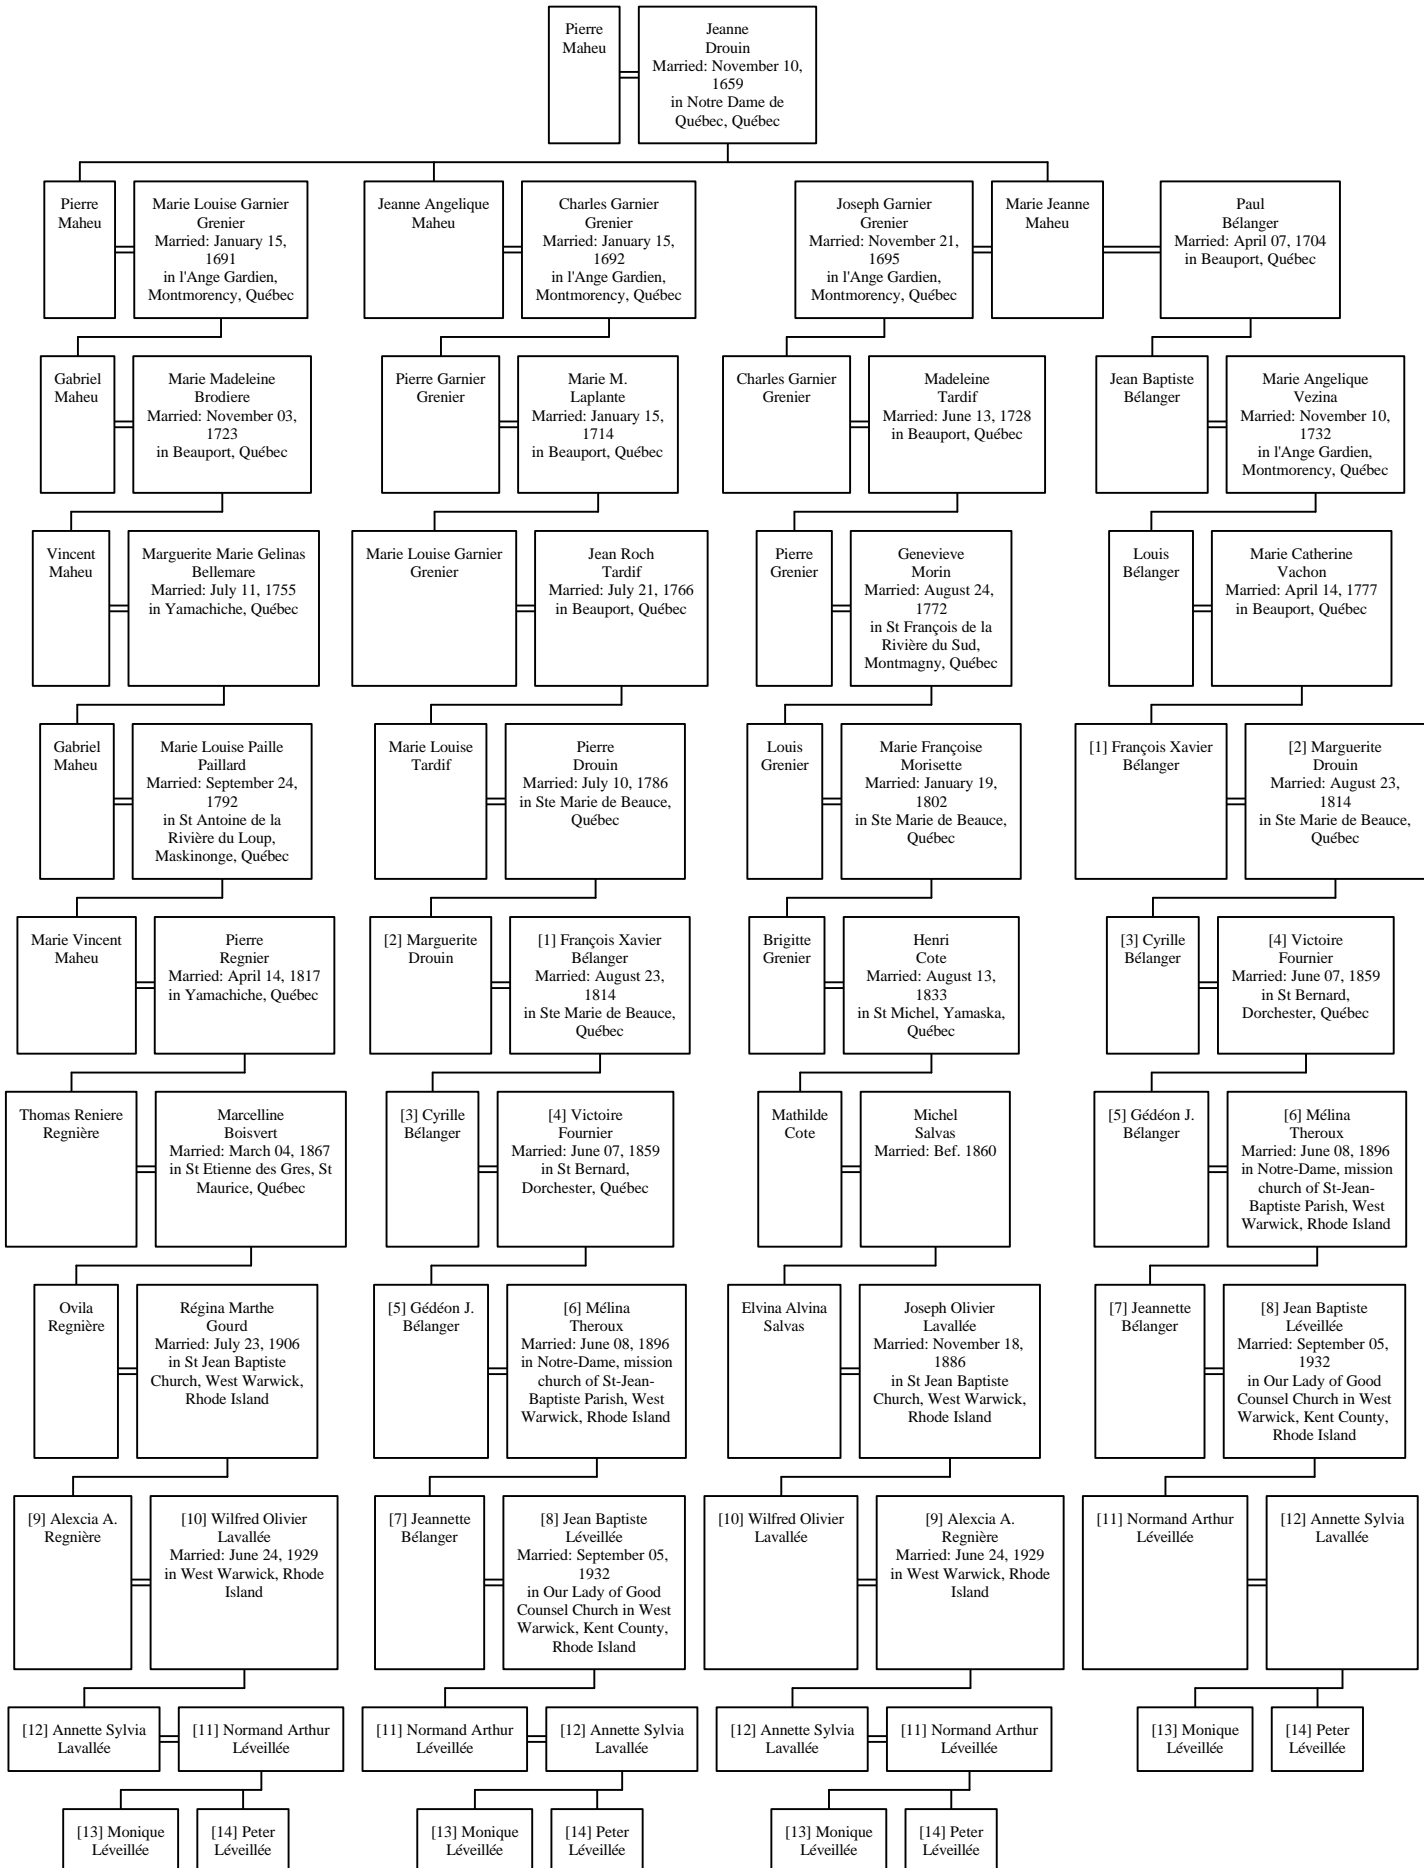 Pierre
Maheu
Jeanne
Drouin
Married: November 10,
1659
in Notre Dame de
Québec, Québec
Pierre
Maheu
Marie Louise Garnier
Grenier
Married: January 15,
1691
in l'Ange Gardien,
Montmorency, Québec
Jeanne Angelique
Maheu
Charles Garnier
Grenier
Married: January 15,
1692
in l'Ange Gardien,
Montmorency, Québec
Joseph Garnier
Grenier
Married: November 21,
1695
in l'Ange Gardien,
Montmorency, Québec
Marie Jeanne
Maheu
Paul
Bélanger
Married: April 07, 1704
in Beauport, Québec
Gabriel
Maheu
Marie Madeleine
Brodiere
Married: November 03,
1723
in Beauport, Québec
Pierre Garnier
Grenier
Marie M.
Laplante
Married: January 15,
1714
in Beauport, Québec
Charles Garnier
Grenier
Madeleine
Tardif
Married: June 13, 1728
in Beauport, Québec
Jean Baptiste
Bélanger
Marie Angelique
Vezina
Married: November 10,
1732
in l'Ange Gardien,
Montmorency, Québec
Vincent
Maheu
Marguerite Marie Gelinas
Bellemare
Married: July 11, 1755
in Yamachiche, Québec
Marie Louise Garnier
Grenier
Jean Roch
Tardif
Married: July 21, 1766
in Beauport, Québec
Pierre
Grenier
Genevieve
Morin
Married: August 24,
1772
in St François de la
Rivière du Sud,
Montmagny, Québec
Louis
Bélanger
Marie Catherine
Vachon
Married: April 14, 1777
in Beauport, Québec
Gabriel
Maheu
Marie Louise Paille
Paillard
Married: September 24,
1792
in St Antoine de la
Rivière du Loup,
Maskinonge, Québec
Marie Louise
Tardif
Pierre
Drouin
Married: July 10, 1786
in Ste Marie de Beauce,
Québec
Louis
Grenier
Marie Françoise
Morisette
Married: January 19,
1802
in Ste Marie de Beauce,
Québec
[1] François Xavier
Bélanger
[2] Marguerite
Drouin
Married: August 23,
1814
in Ste Marie de Beauce,
Québec
Marie Vincent
Maheu
Pierre
Regnier
Married: April 14, 1817
in Yamachiche, Québec
[2] Marguerite
Drouin
[1] François Xavier
Bélanger
Married: August 23,
1814
in Ste Marie de Beauce,
Québec
Brigitte
Grenier
Henri
Cote
Married: August 13,
1833
in St Michel, Yamaska,
Québec
[3] Cyrille
Bélanger
[4] Victoire
Fournier
Married: June 07, 1859
in St Bernard,
Dorchester, Québec
Thomas Reniere
Regnière
Marcelline
Boisvert
Married: March 04, 1867
in St Etienne des Gres, St
Maurice, Québec
[3] Cyrille
Bélanger
[4] Victoire
Fournier
Married: June 07, 1859
in St Bernard,
Dorchester, Québec
Mathilde
Cote
Michel
Salvas
Married: Bef. 1860
[5] Gédéon J.
Bélanger
[6] Mélina
Theroux
Married: June 08, 1896
in Notre-Dame, mission
church of St-Jean-
Baptiste Parish, West
Warwick, Rhode Island
Ovila
Regnière
Régina Marthe
Gourd
Married: July 23, 1906
in St Jean Baptiste
Church, West Warwick,
Rhode Island
[5] Gédéon J.
Bélanger
[6] Mélina
Theroux
Married: June 08, 1896
in Notre-Dame, mission
church of St-Jean-
Baptiste Parish, West
Warwick, Rhode Island
Elvina Alvina
Salvas
Joseph Olivier
Lavallée
Married: November 18,
1886
in St Jean Baptiste
Church, West Warwick,
Rhode Island
[7] Jeannette
Bélanger
[8] Jean Baptiste
Léveillée
Married: September 05,
1932
in Our Lady of Good
Counsel Church in West
Warwick, Kent County,
Rhode Island
[9] Alexcia A.
Regnière
[10] Wilfred Olivier
Lavallée
Married: June 24, 1929
in West Warwick, Rhode
Island
[7] Jeannette
Bélanger
[8] Jean Baptiste
Léveillée
Married: September 05,
1932
in Our Lady of Good
Counsel Church in West
Warwick, Kent County,
Rhode Island
[10] Wilfred Olivier
Lavallée
[9] Alexcia A.
Regnière
Married: June 24, 1929
in West Warwick, Rhode
Island
[11] Normand Arthur
Léveillée
[12] Annette Sylvia
Lavallée
[12] Annette Sylvia
Lavallée
[11] Normand Arthur
Léveillée
[11] Normand Arthur
Léveillée
[12] Annette Sylvia
Lavallée
[12] Annette Sylvia
Lavallée
[11] Normand Arthur
Léveillée
[13] Monique
Léveillée
[14] Peter
Léveillée
[13] Monique
Léveillée
[14] Peter
Léveillée
[13] Monique
Léveillée
[14] Peter
Léveillée
[13] Monique
Léveillée
[14] Peter
Léveillée